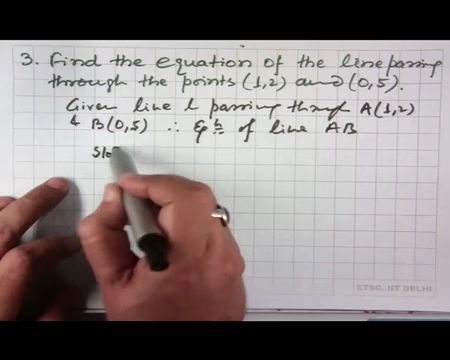 3. Find the equation of the line passing
through the points (1,2) and (0,5).
Given line l passing through A(1,2)
& B(0,5) ∴ Eqn of line AB
Slo
ETSC, IIT DELHI